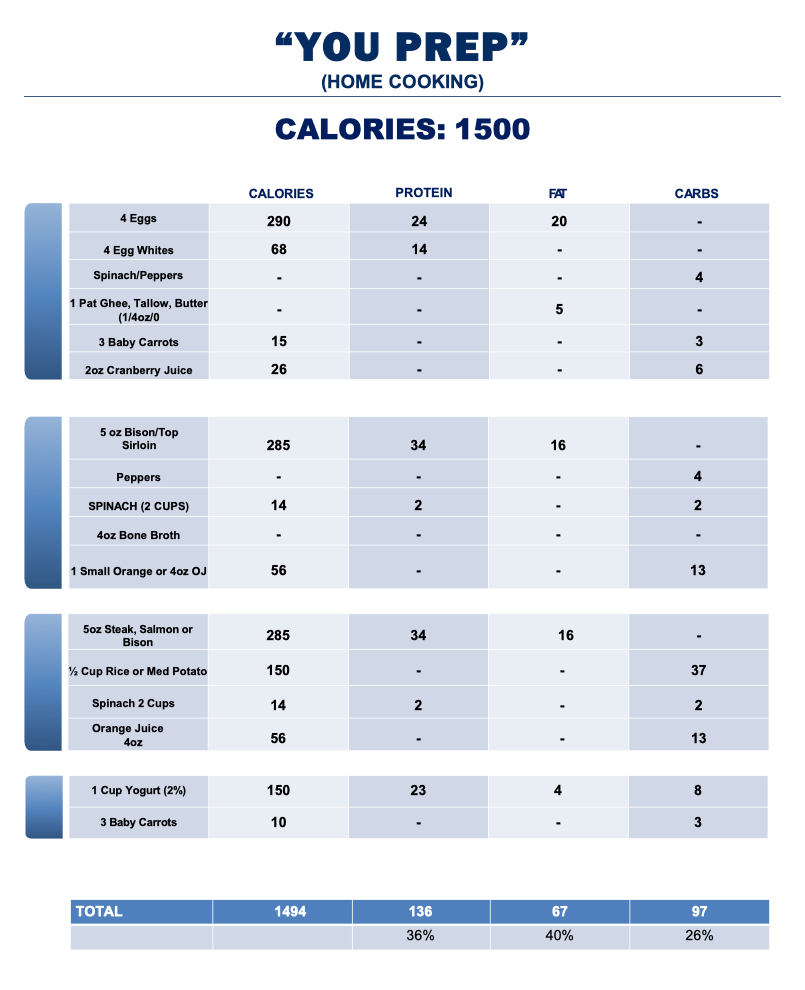 “YOU PREP”
(HOME COOKING)
CALORIES: 1500
CALORIES PROTEIN FAT CARBS
4 Eggs 290 24 20 -
4 Egg Whites 68 14 - -
Spinach/Peppers - - - 4
1 Pat Ghee, Tallow, Butter
(1/4oz/0 - - 5 -
3 Baby Carrots 15 - - 3
2oz Cranberry Juice 26 - - 6
5 oz Bison/Top
Sirloin 285 34 16 -
Peppers - - - 4
SPINACH (2 CUPS) 14 2 - 2
4oz Bone Broth - - - -
1 Small Orange or 4oz OJ 56 - - 13
5oz Steak, Salmon or
Bison 285 34 16 -
½ Cup Rice or Med Potato 150 - - 37
Spinach 2 Cups 14 2 - 2
Orange Juice
4oz 56 - - 13
1 Cup Yogurt (2%) 150 23 4 8
3 Baby Carrots 10 - - 3
TOTAL 1494 136 67 97
36% 40% 26%